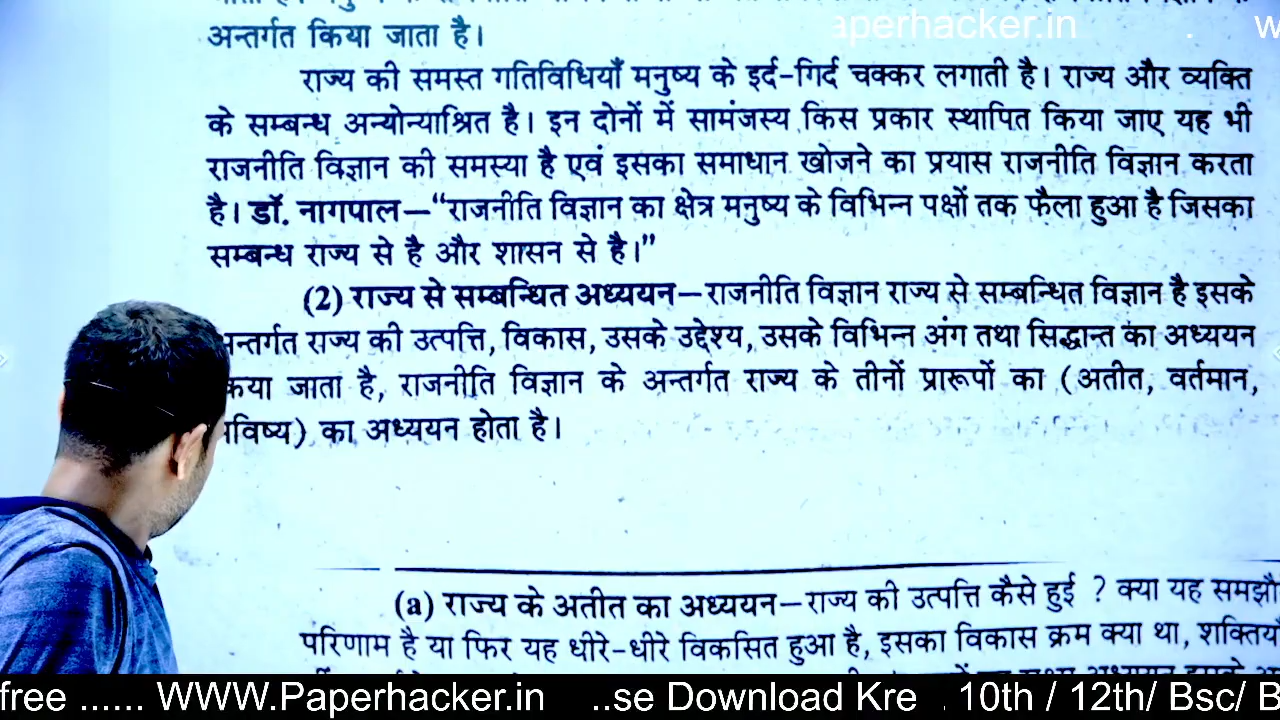 aperhacker.in . w
अन्तर्गत किया जाता है।
राज्य की समस्त गतिविधियाँ मनुष्य के इर्द-गिर्द चक्कर लगाती है। राज्य और व्यक्ति
के सम्बन्ध अन्योन्याश्रित है। इन दोनों में सामंजस्य किस प्रकार स्थापित किया जाए यह भी
राजनीति विज्ञान की समस्या है एवं इसका समाधान खोजने का प्रयास राजनीति विज्ञान करता
है। डॉ. नागपाल—“राजनीति विज्ञान का क्षेत्र मनुष्य के विभिन्न पक्षों तक फैला हुआ है जिसका
सम्बन्ध राज्य से है और शासन से है।”
(2) राज्य से सम्बन्धित अध्ययन—राजनीति विज्ञान राज्य से सम्बन्धित विज्ञान है इसके
न्तर्गत राज्य की उत्पत्ति, विकास, उसके उद्देश्य, उसके विभिन्न अंग तथा सिद्धान्त का अध्ययन
कया जाता है, राजनीति विज्ञान के अन्तर्गत राज्य के तीनों प्रारूपों का (अतीत, वर्तमान,
विष्य) का अध्ययन होता है।
(a) राज्य के अतीत का अध्ययन—राज्य की उत्पत्ति कैसे हुई ? क्या यह समझौ
परिणाम है या फिर यह धीरे-धीरे विकसित हुआ है, इसका विकास क्रम क्या था, शक्तिय
free ...... WWW.Paperhacker.in ..se Download Kre . 10th / 12th/ Bsc/ B